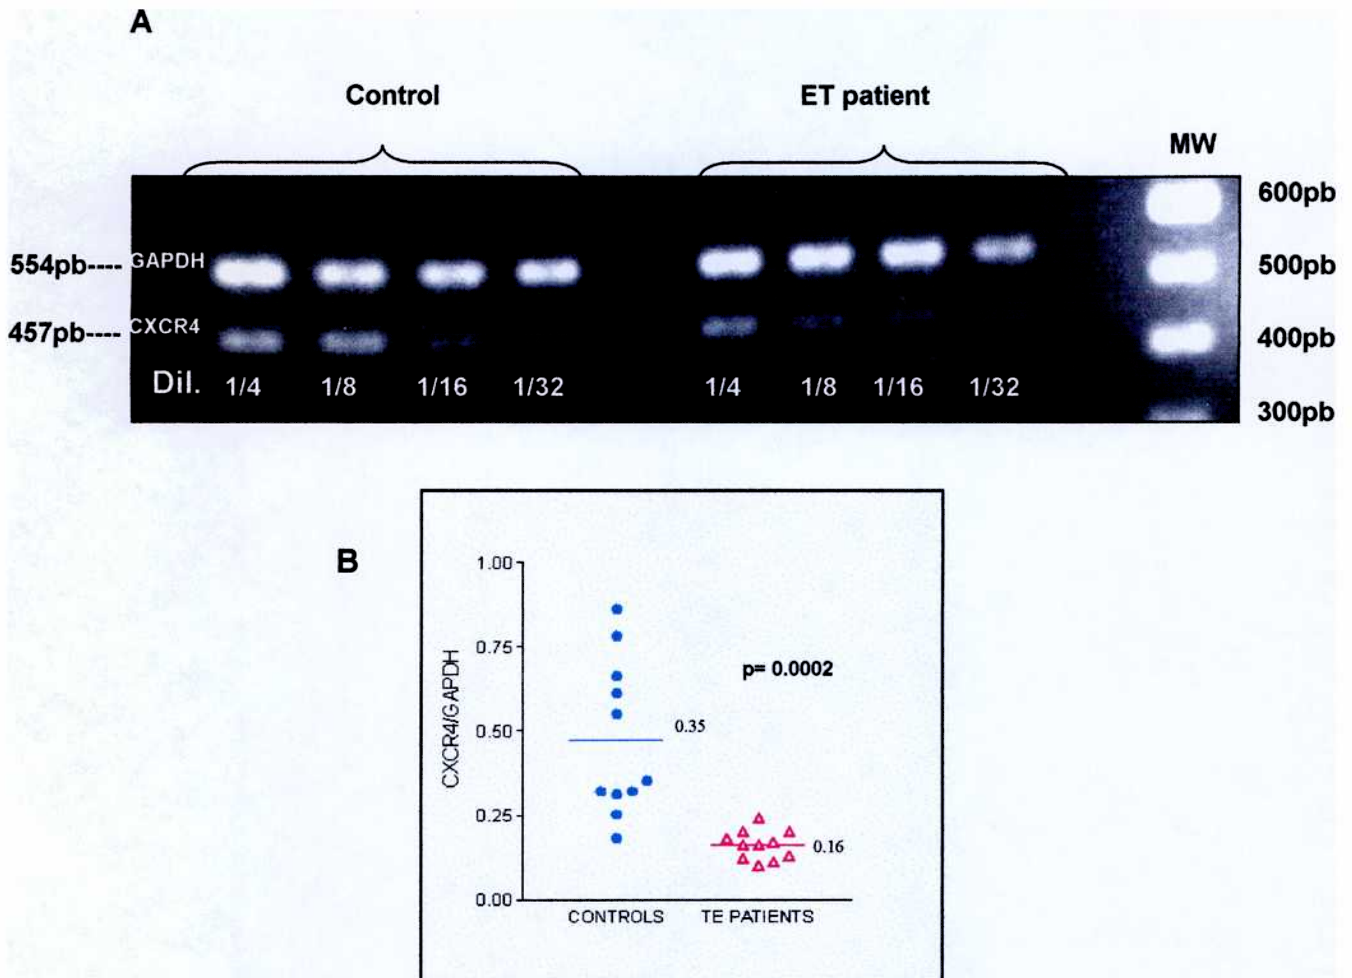 A
Control ET patient
MW
600pb
554pb---- GAPDH 500pb
457pb---- CXCR4 400pb
Dil. 1/4 1/8 1/16 1/32 1/4 1/8 1/16 1/32
300pb
B
1.00
0.75
0.50
0.25
0.00
CXCR4/GAPDH
p= 0.0002
0.35
0.16
CONTROLS TE PATIENTS